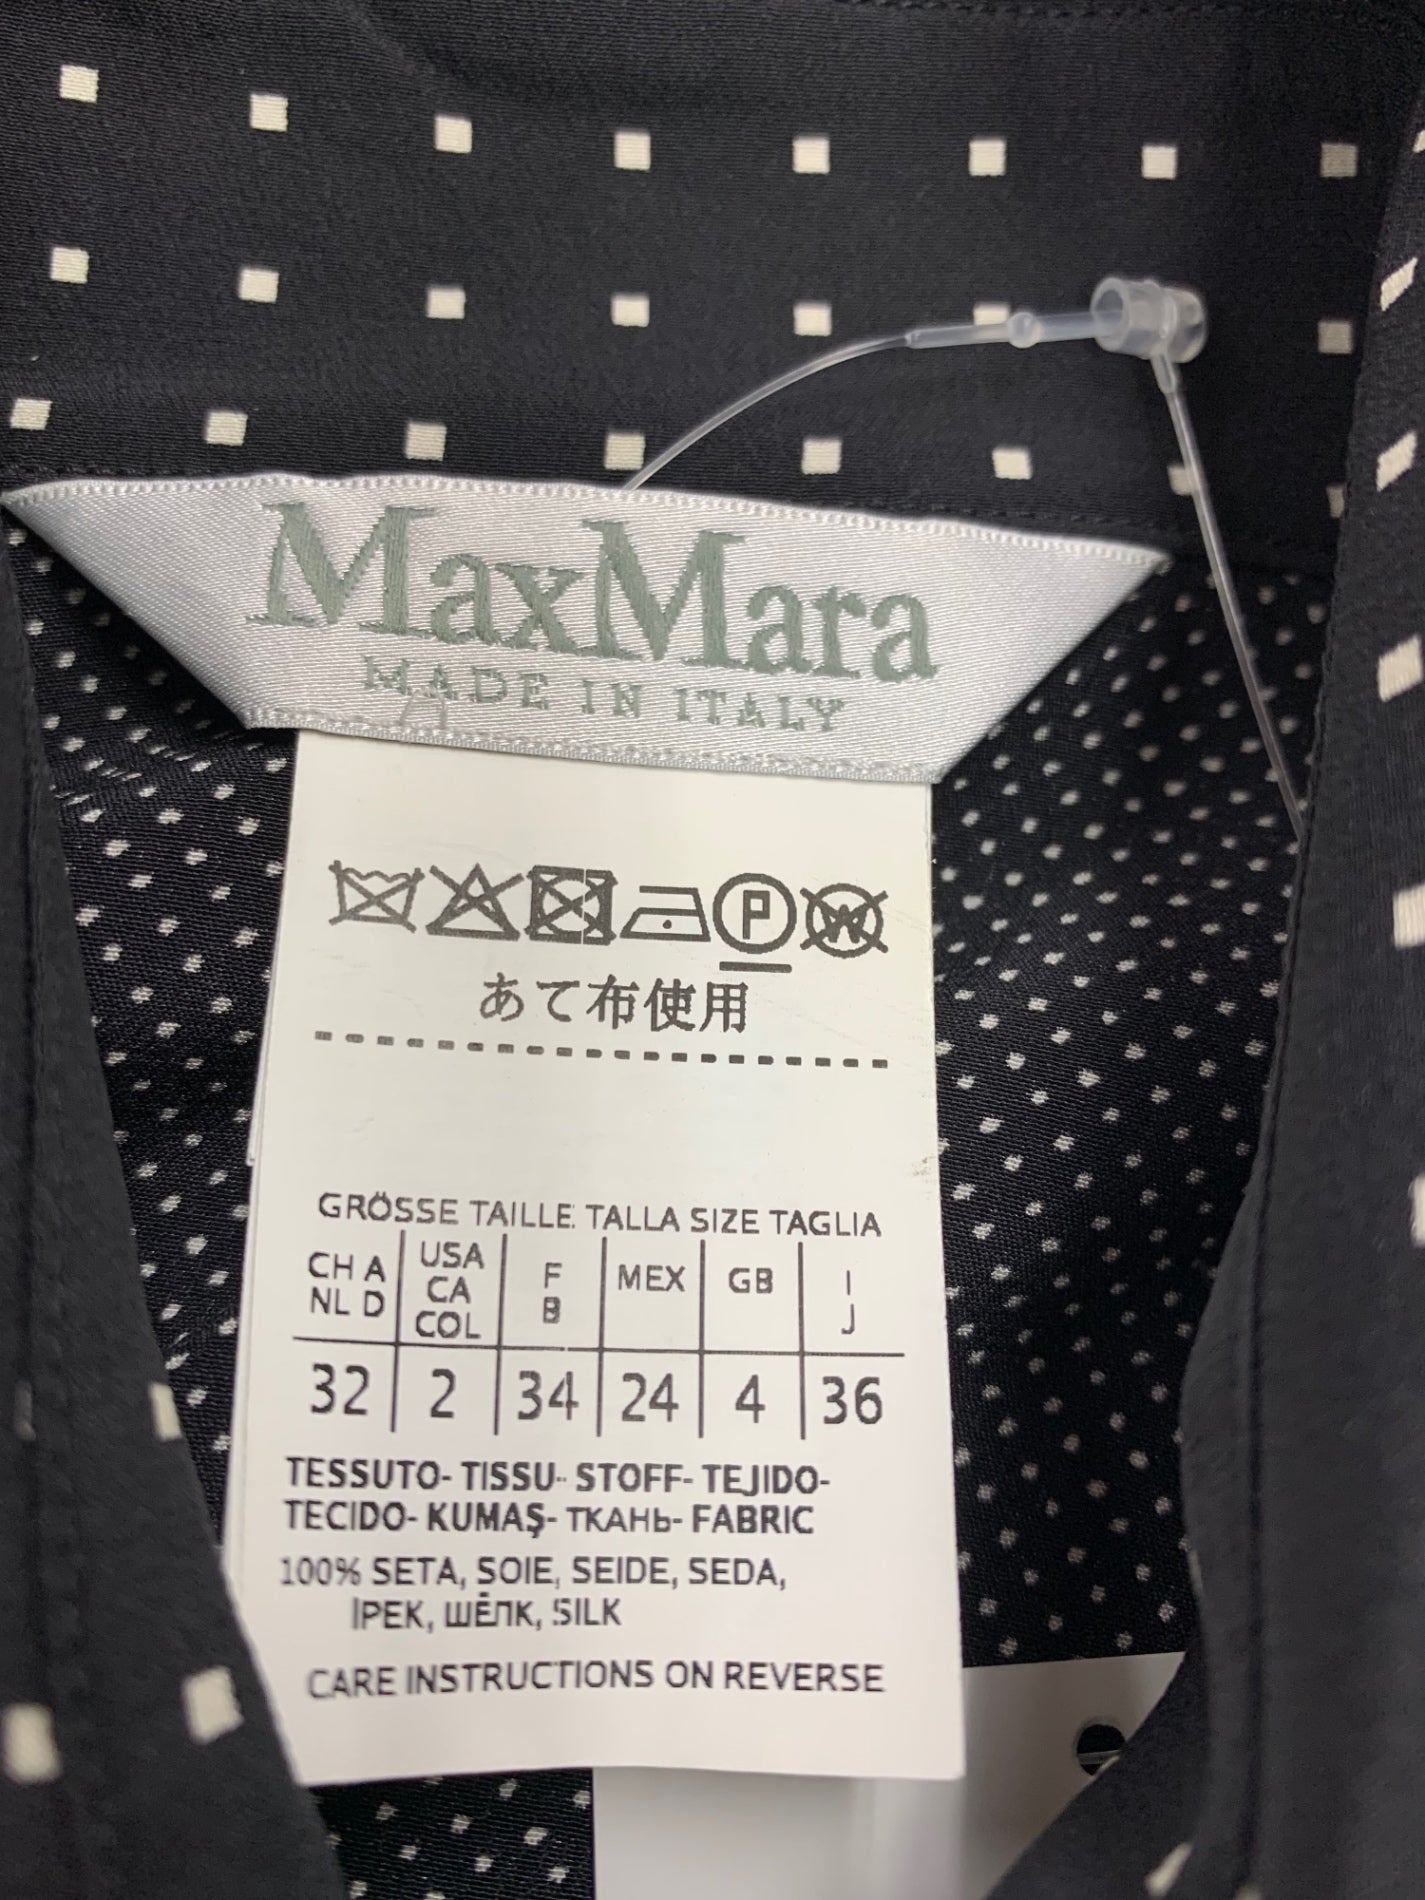 MaxMara
MADE IN ITALY
P W
あて布使用
GRÖSSE TAILLE TALLA SIZE TAGLIA
CH A NL D USA CA COL F B MEX GB I J
32 2 34 24 4 36
TESSUTO- TISSU- STOFF- TEJIDO-
TECIDO- KUMAŞ- ТКАНЬ- FABRIC
100% SETA, SOIE, SEIDE, SEDA,
IPEK, ШЁЛК, SILK
CARE INSTRUCTIONS ON REVERSE